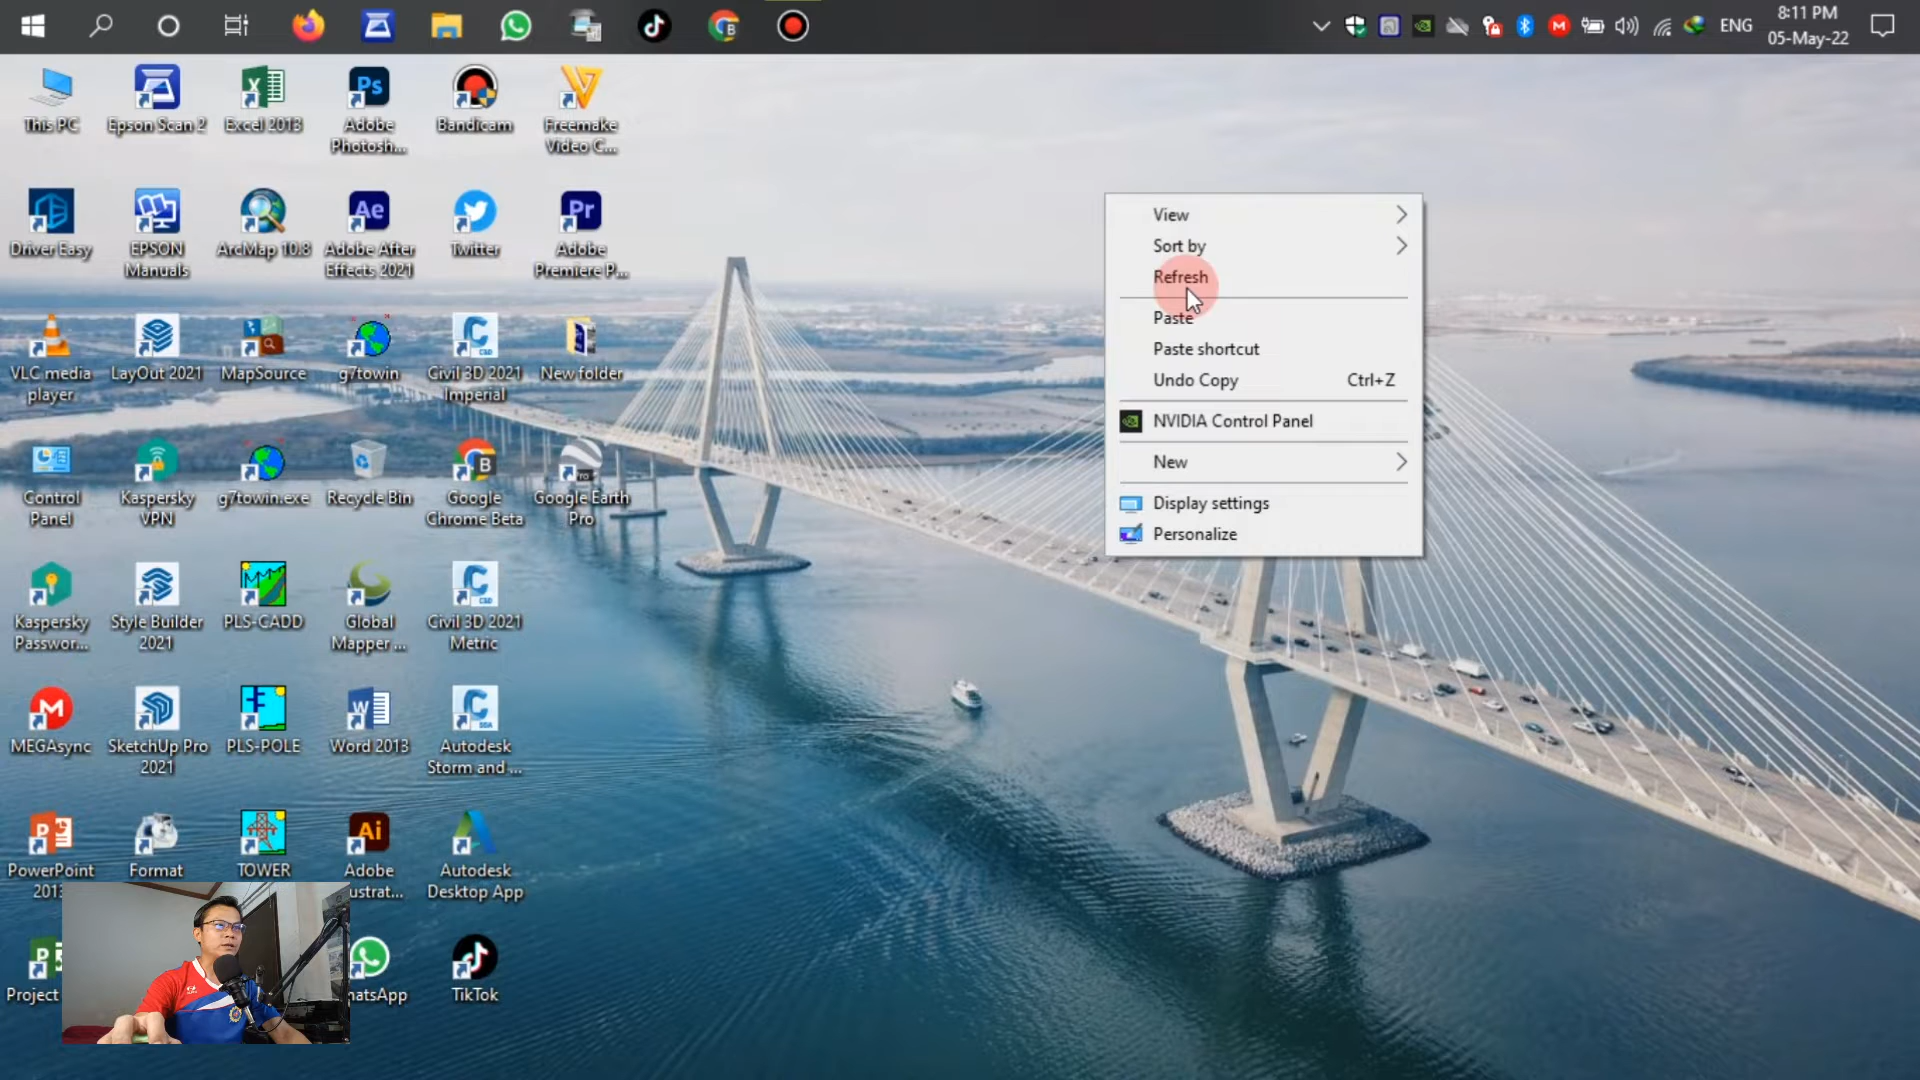 8:11 PM
ENG
05-May-22
This PC
Epson Scan 2
Excel 2013
Adobe
Photosh...
Bandicam
Freemake
Video C...
Driver Easy
EPSON
Manuals
ArcMap 10.8
Adobe After
Effects 2021
Twitter
Adobe
Premiere P...
VLC media
player
LayOut 2021
MapSource
g7towin
Civil 3D 2021
Imperial
New folder
Control
Panel
Kaspersky
VPN
g7towin.exe
Recycle Bin
Google
Chrome Beta
Google Earth
Pro
Kaspersky
Passwor...
Style Builder
2021
PLS-CADD
Global
Mapper ...
Civil 3D 2021
Metric
MEGAsync
SketchUp Pro
2021
PLS-POLE
Word 2013
Autodesk
Storm and ...
PowerPoint
Format
TOWER
Adobe
ustrat...
Autodesk
Desktop App
Project
hatsApp
TikTok
View
Sort by
Refresh
Paste
Paste shortcut
Undo Copy Ctrl+Z
NVIDIA Control Panel
New
Display settings
Personalize